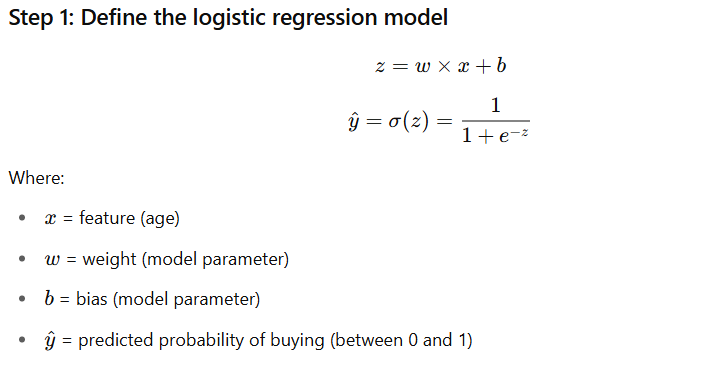 Step 1: Define the logistic regression model
z = w × x + b
ŷ = σ(z) = 1 / (1 + e^{−z})
Where:
• x = feature (age)
• w = weight (model parameter)
• b = bias (model parameter)
• ŷ = predicted probability of buying (between 0 and 1)